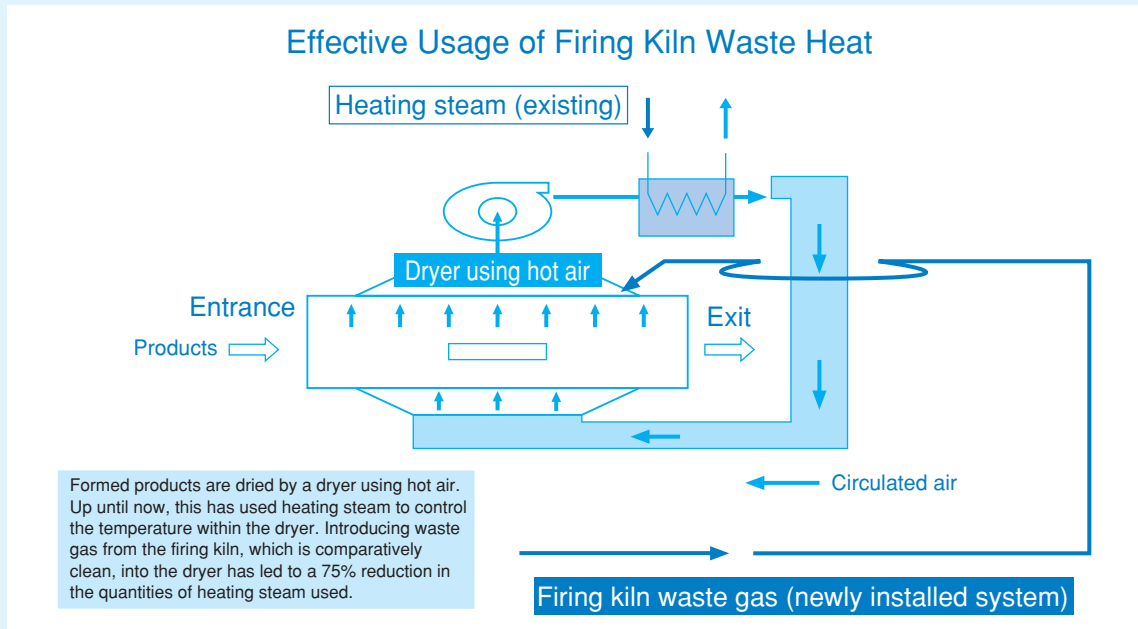 Effective Usage of Firing Kiln Waste Heat
Heating steam (existing)
Dryer using hot air
Entrance
Exit
Products
Circulated air
Formed products are dried by a dryer using hot air.
Up until now, this has used heating steam to control
the temperature within the dryer. Introducing waste
gas from the firing kiln, which is comparatively
clean, into the dryer has led to a 75% reduction in
the quantities of heating steam used.
Firing kiln waste gas (newly installed system)